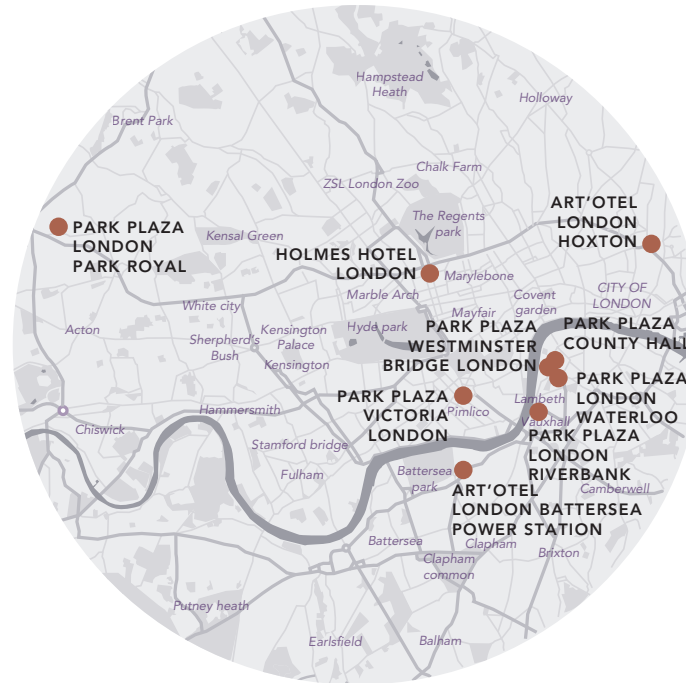 Hampstead
Heath
Holloway
Brent Park
Chalk Farm
ZSL London Zoo
ART’OTEL
LONDON
HOXTON
The Regents
park
PARK PLAZA
LONDON
PARK ROYAL
Kensal Green
HOLMES HOTEL
LONDON
Marylebone
CITY OF
LONDON
Marble Arch
Covent
garden
White city
Mayfair
Acton
Sherpherd's
Bush
Kensington
Palace
Hyde park
PARK PLAZA
WESTMINSTER
BRIDGE LONDON
PARK PLAZA
COUNTY HALL
Kensington
PARK PLAZA
LONDON
WATERLOO
PARK PLAZA
VICTORIA
LONDON
Pimlico
Lambeth
Hammersmith
Vauxhall
Chiswick
PARK PLAZA
LONDON
RIVERBANK
Stamford bridge
Fulham
Battersea
park
Camberwell
ART’OTEL
LONDON BATTERSEA
POWER STATION
Battersea
Clapham
Brixton
Clapham
common
Putney heath
Earlsfield
Balham